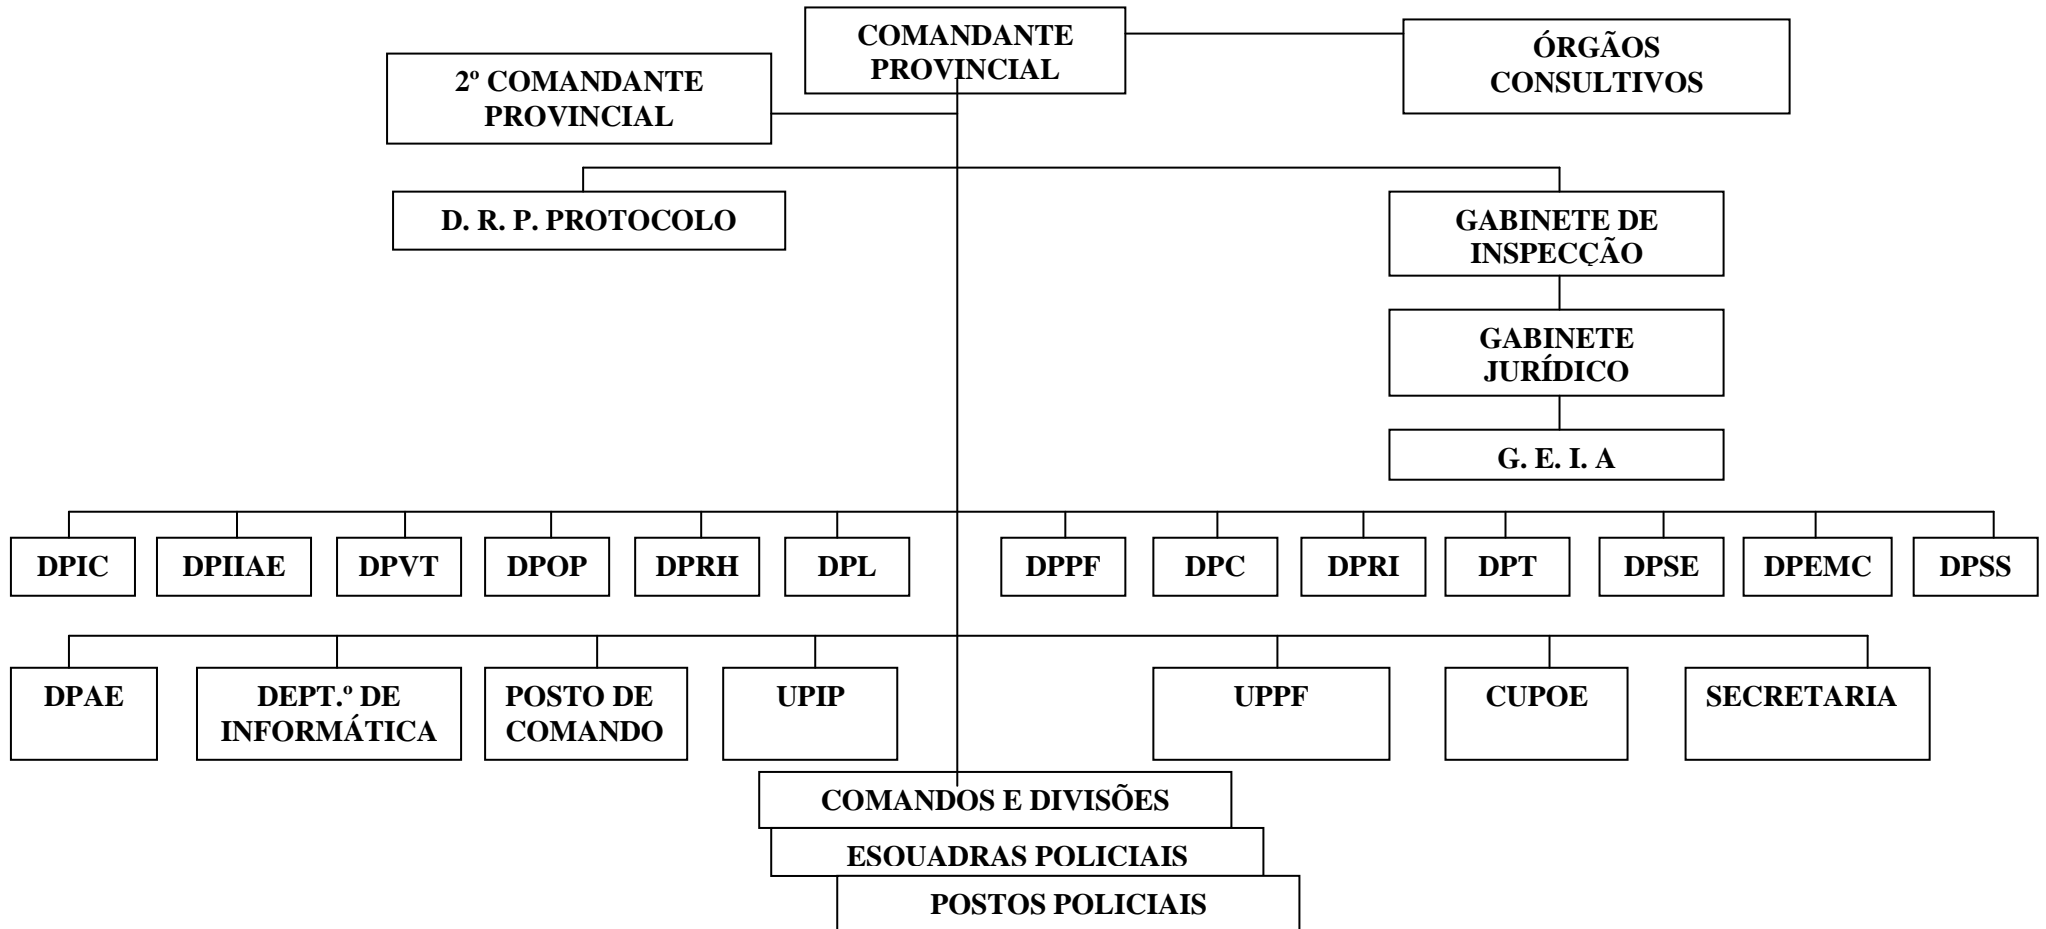 COMANDANTE
PROVINCIAL
ÓRGÃOS
CONSULTIVOS
2º COMANDANTE
PROVINCIAL
D. R. P. PROTOCOLO
GABINETE DE
INSPECÇÃO
GABINETE
JURÍDICO
G. E. I. A
DPIC
DPIIAE
DPVT
DPOP
DPRH
DPL
DPPF
DPC
DPRI
DPT
DPSE
DPEMC
DPSS
DPAE
DEPT.º DE
INFORMÁTICA
POSTO DE
COMANDO
UPIP
UPPF
CUPOE
SECRETARIA
COMANDOS E DIVISÕES
ESQUADRAS POLICIAIS
POSTOS POLICIAIS